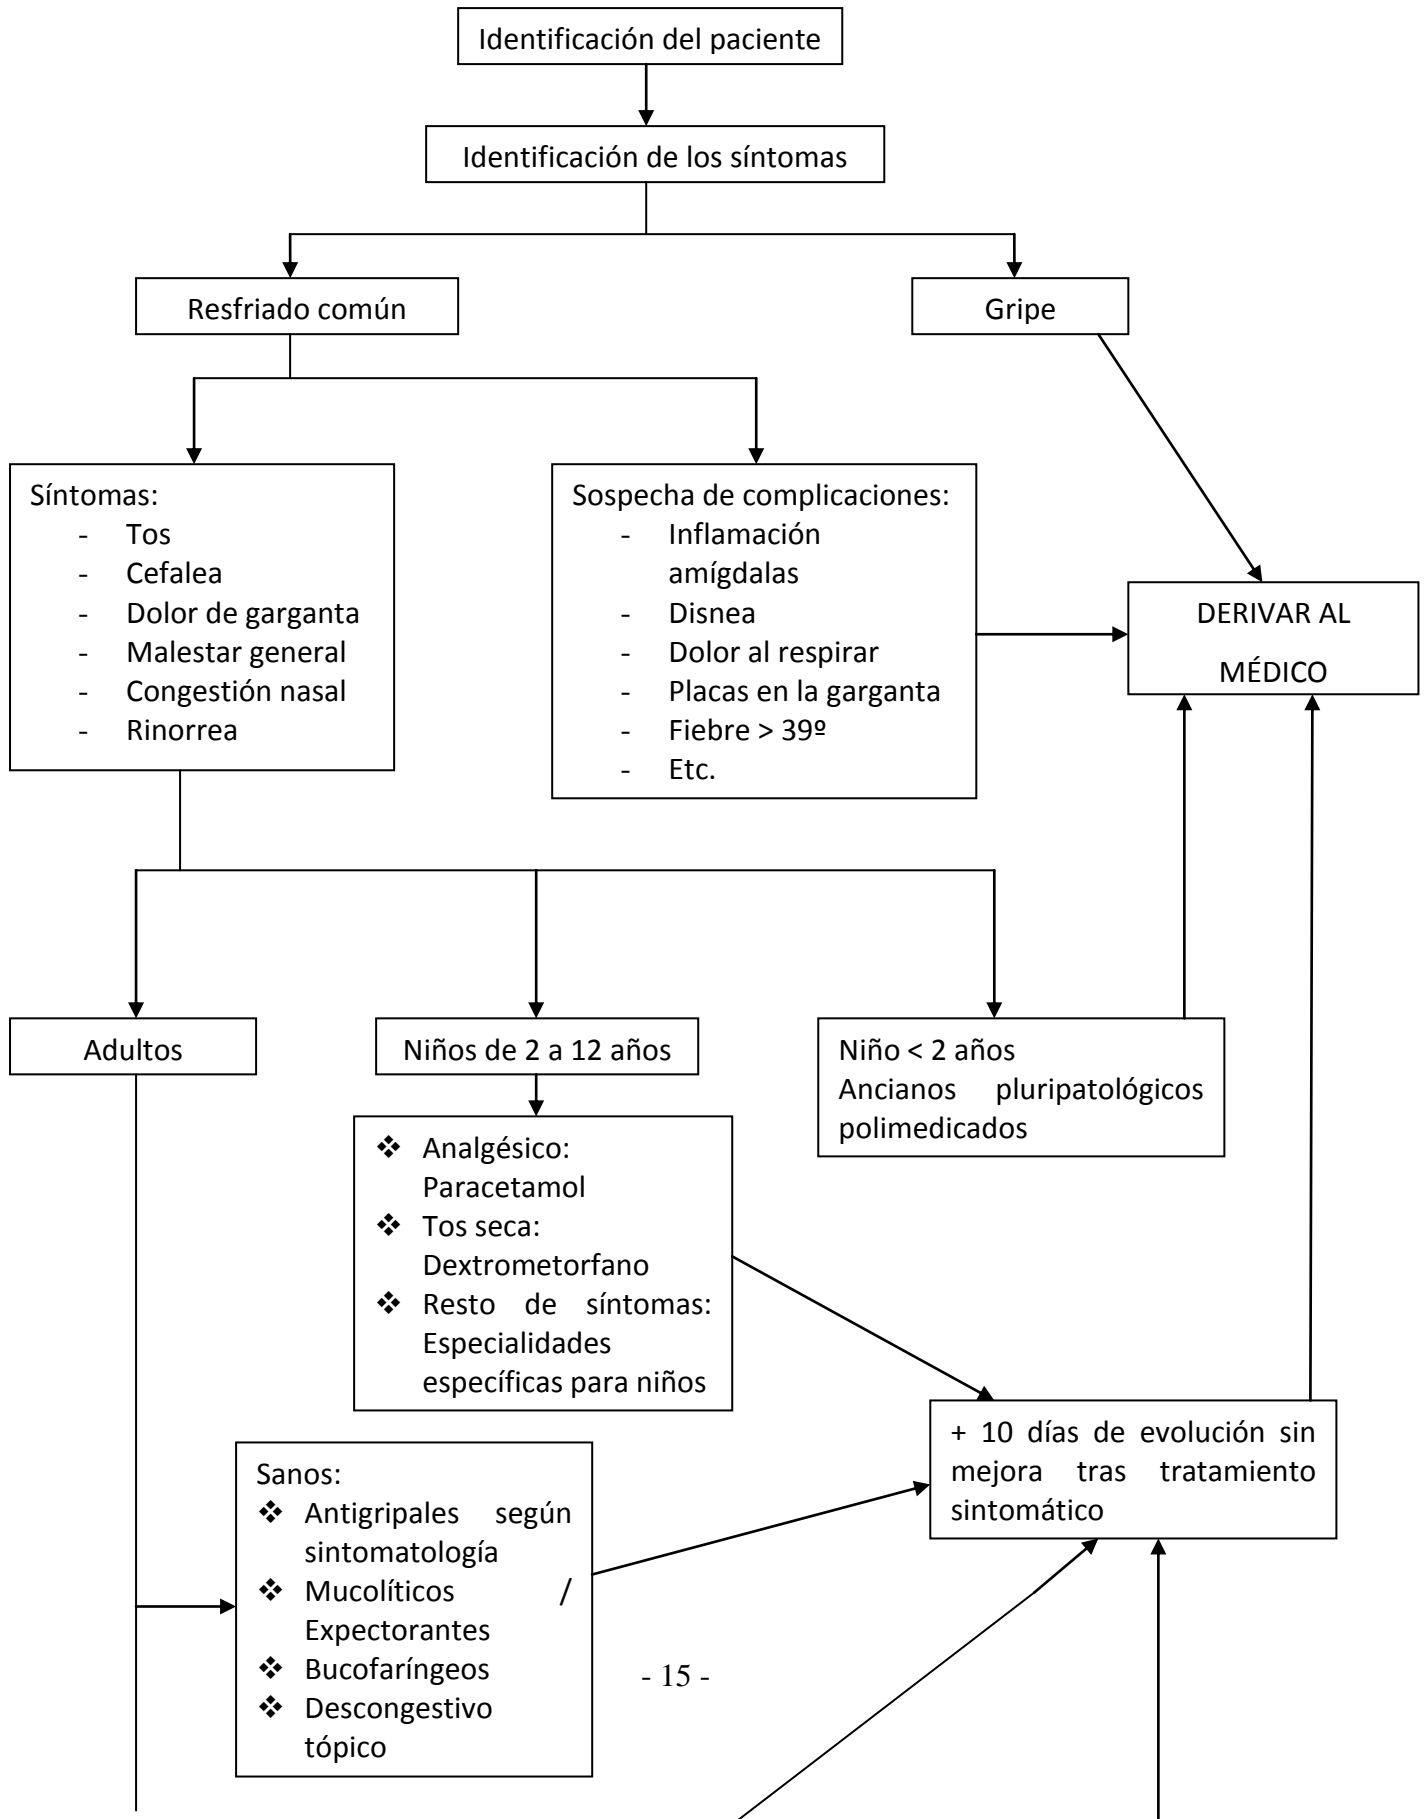 Identificación del paciente
Identificación de los síntomas
Resfriado común
Gripe
Síntomas:
- Tos
- Cefalea
- Dolor de garganta
- Malestar general
- Congestión nasal
- Rinorrea
Sospecha de complicaciones:
- Inflamación
amígdalas
- Disnea
- Dolor al respirar
- Placas en la garganta
- Fiebre > 39º
- Etc.
DERIVAR AL
MÉDICO
Adultos
Niños de 2 a 12 años
Niño < 2 años
Ancianos pluripatológicos
polimedicados
❖ Analgésico:
Paracetamol
❖ Tos seca:
Dextrometorfano
❖ Resto de síntomas:
Especialidades
específicas para niños
+ 10 días de evolución sin
mejora tras tratamiento
sintomático
Sanos:
❖ Antigripales según
sintomatología
❖ Mucolíticos /
Expectorantes
❖ Bucofaríngeos
❖ Descongestivo
tópico
- 15 -